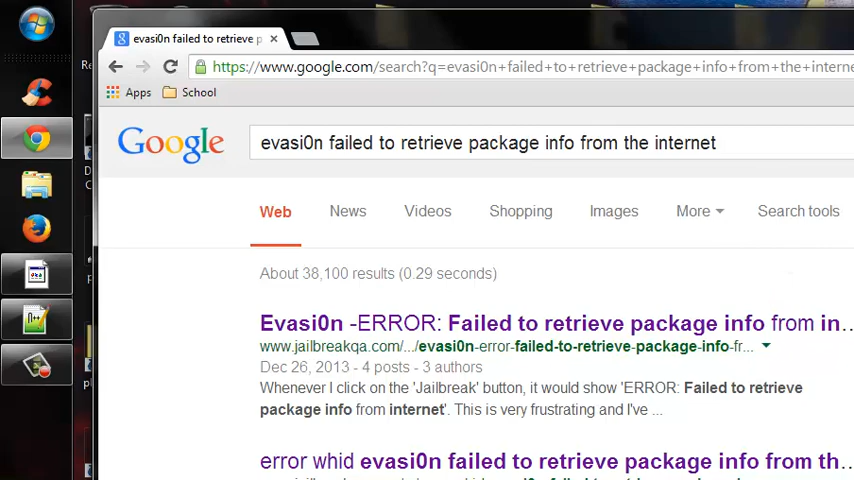 evasi0n failed to retrieve p
https://www.google.com/search?q=evasi0n+failed+to+retrieve+package+info+from+the+interne
Apps School
Google evasi0n failed to retrieve package info from the internet
Web News Videos Shopping Images More Search tools
About 38,100 results (0.29 seconds)
Evasi0n -ERROR: Failed to retrieve package info from in...
www.jailbreakqa.com/.../evasi0n-error-failed-to-retrieve-package-info-fr...
Dec 26, 2013 - 4 posts - 3 authors
Whenever I click on the 'Jailbreak' button, it would show 'ERROR: Failed to retrieve
package info from internet'. This is very frustrating and I've ...
error whid evasi0n failed to retrieve package info from th...